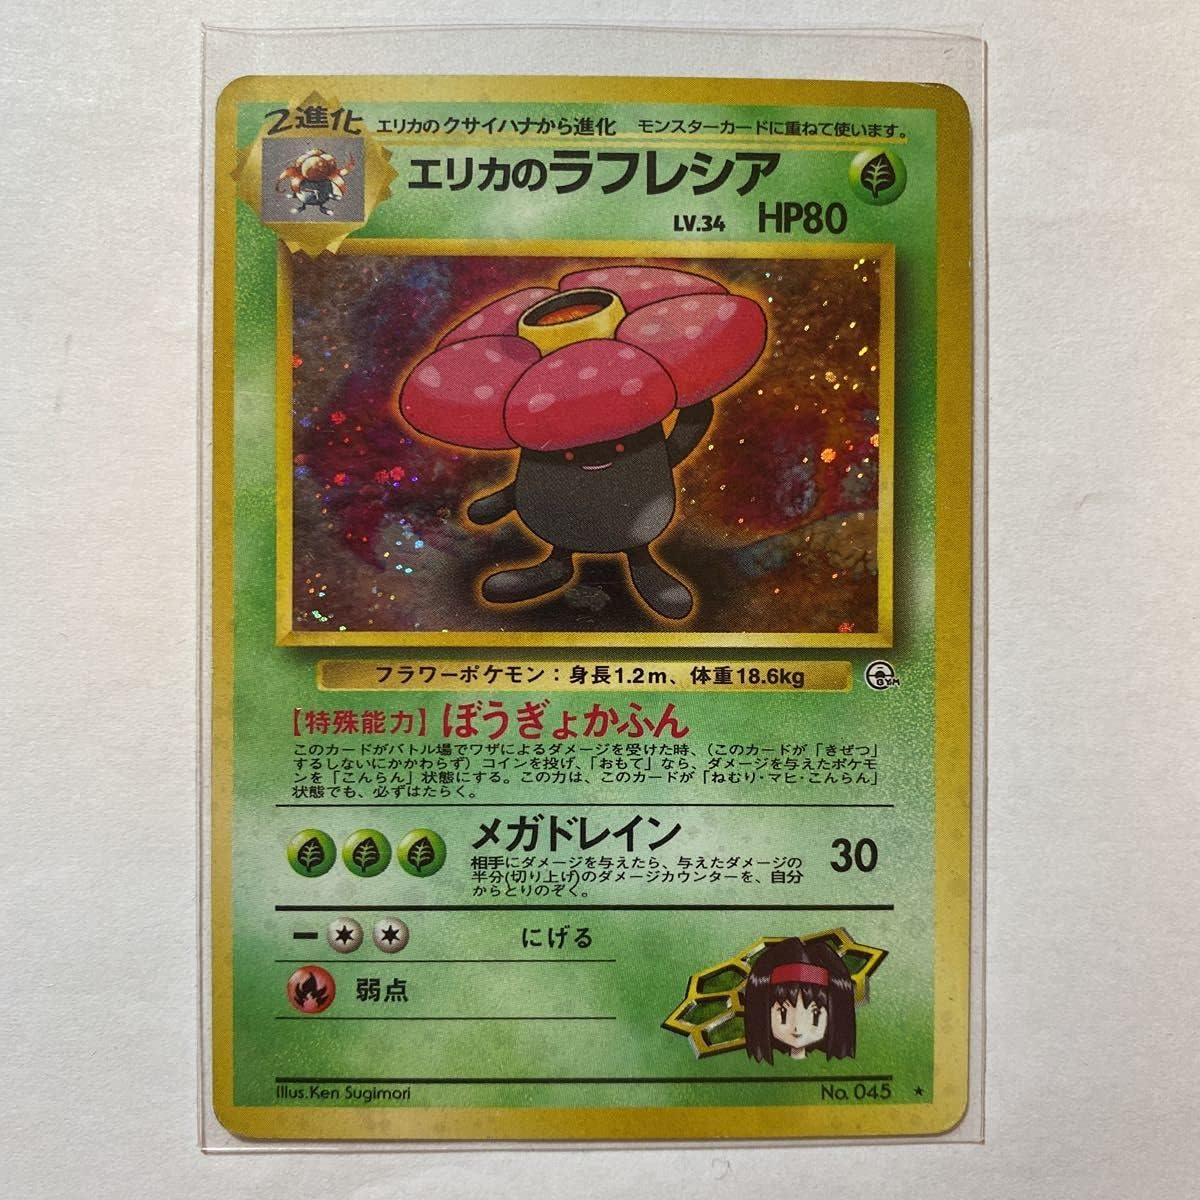 2進化 エリカのクサイハナから進化 モンスターカードに重ねて使います。
エリカのラフレシア
LV.34 HP80
フラワーポケモン：身長1.2m、体重18.6kg
GYM
【特殊能力】ぼうぎょかふん
このカードがバトル場でワザによるダメージを受けた時、（このカードが「きぜつ」
するしないにかかわらず）コインを投げ、「おもて」なら、ダメージを与えたポケモ
ンを「こんらん」状態にする。この力は、このカードが「ねむり・マヒ・こんらん」
状態でも、必ずはたらく。
メガドレイン 30
相手にダメージを与えたら、与えたダメージの
半分(切り上げ)のダメージカウンターを、自分
からとりのぞく。
ー にげる
弱点
Illus.Ken Sugimori No. 045 ★